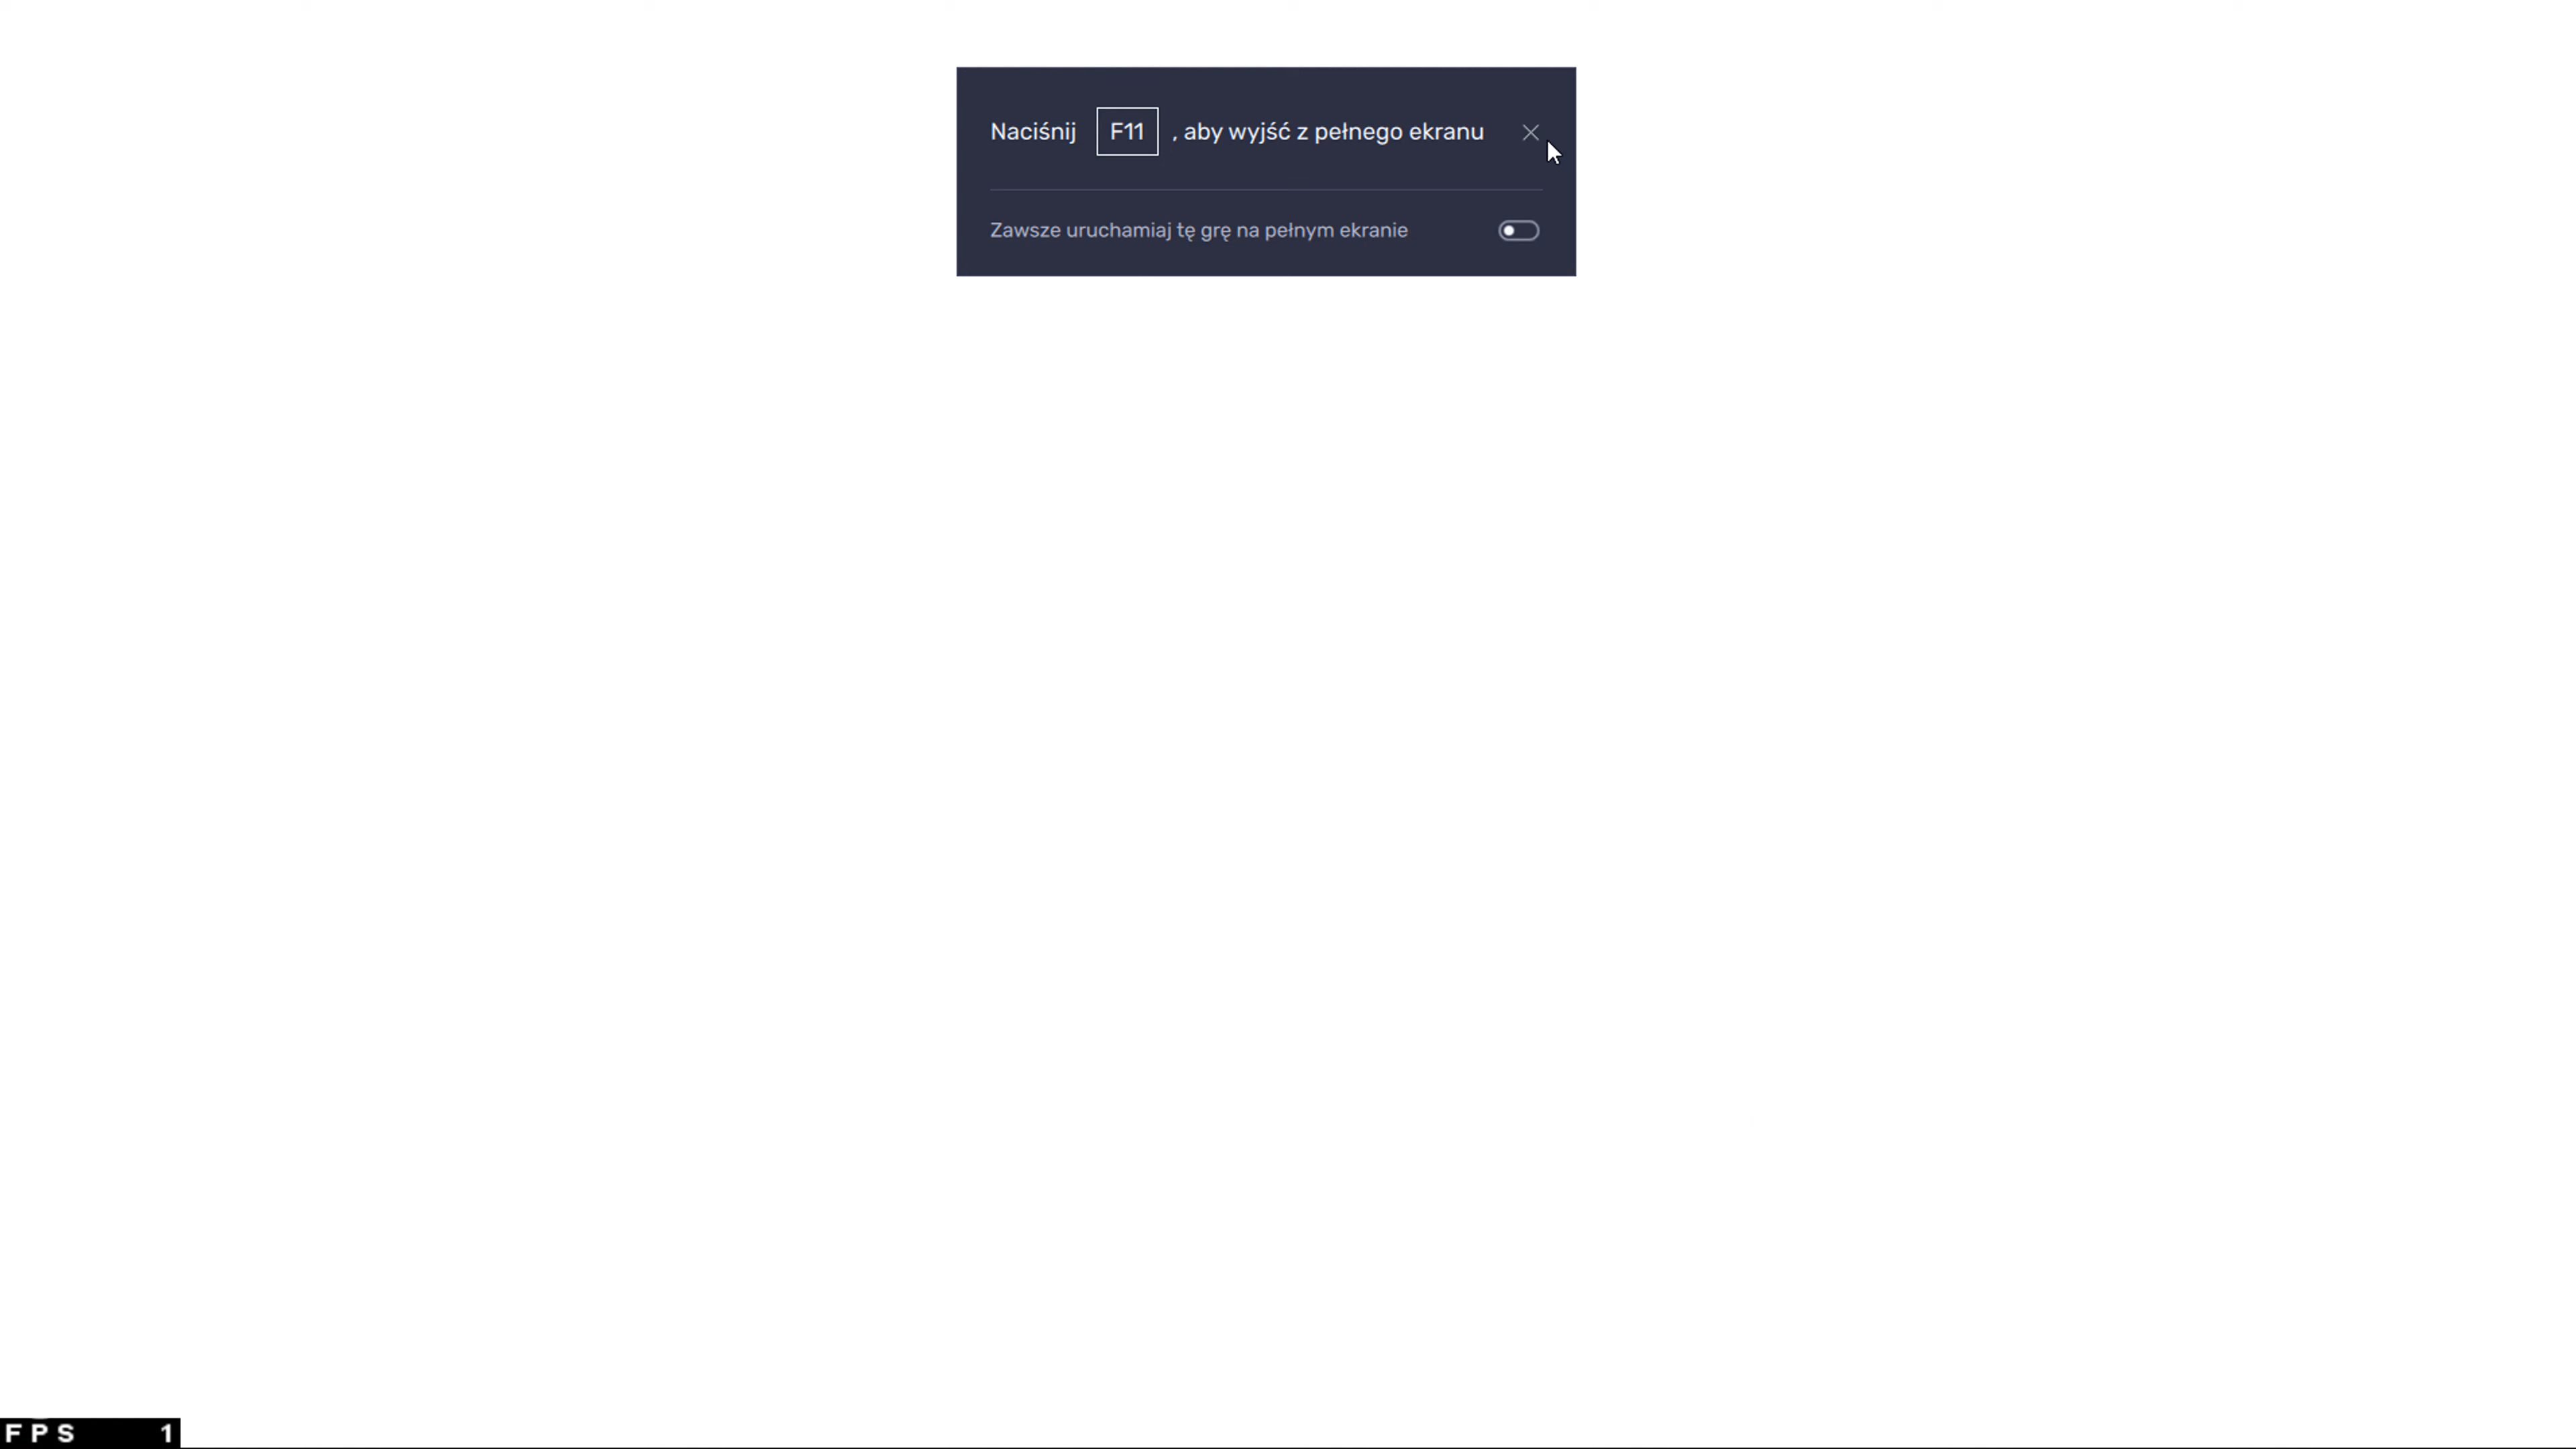 Naciśnij F11 , aby wyjść z pełnego ekranu
Zawsze uruchamiaj tę grę na pełnym ekranie
FPS 1